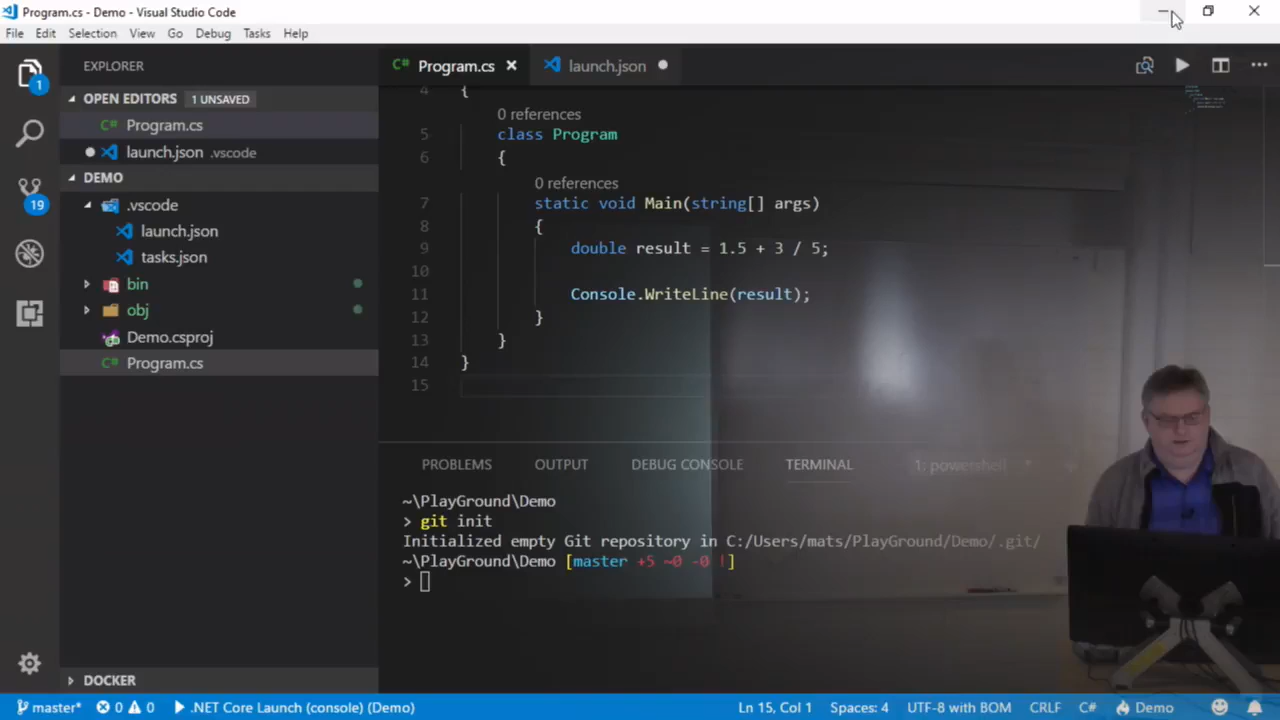 Program.cs - Demo - Visual Studio Code
File Edit Selection View Go Debug Tasks Help
EXPLORER
1
OPEN EDITORS 1 UNSAVED
C# Program.cs
launch.json .vscode
DEMO
19
.vscode
launch.json
tasks.json
bin
obj
Demo.csproj
C# Program.cs
DOCKER
C# Program.cs launch.json
4 {
0 references
5 class Program
6 {
0 references
7 static void Main(string[] args)
8 {
9 double result = 1.5 + 3 / 5;
10
11 Console.WriteLine(result);
12 }
13 }
14 }
15
PROBLEMS OUTPUT DEBUG CONSOLE TERMINAL 1: powershell
~\PlayGround\Demo
> git init
Initialized empty Git repository in C:/Users/mats/PlayGround/Demo/.git/
~\PlayGround\Demo [master +5 ~0 -0 !]
>
master* 0 0 .NET Core Launch (console) (Demo) Ln 15, Col 1 Spaces: 4 UTF-8 with BOM CRLF C# Demo